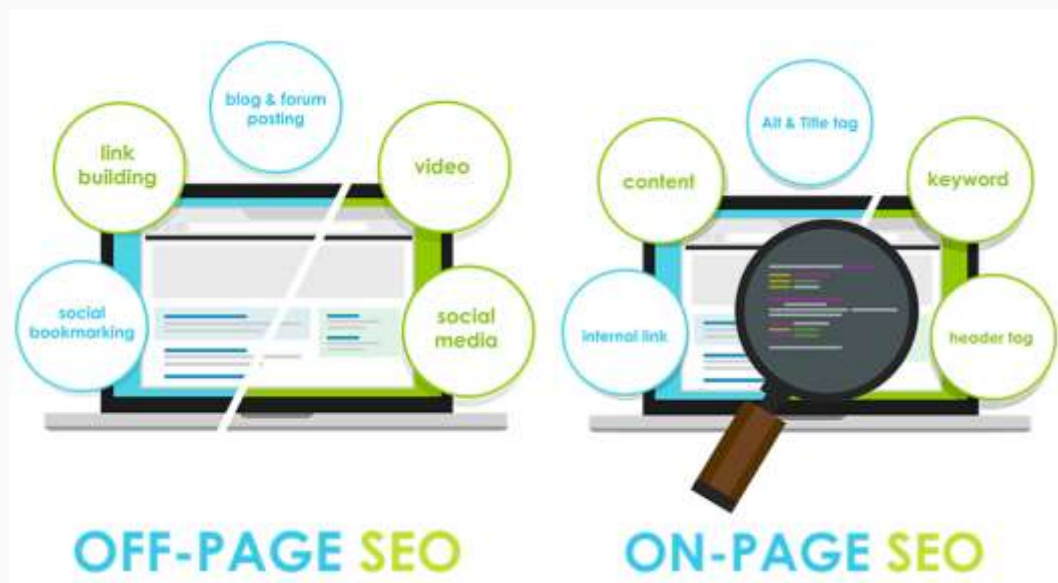 blog & forum
posting
link
building
video
social
bookmarking
social
media
OFF-PAGE SEO
Alt & Title tag
content
keyword
internal link
header tag
ON-PAGE SEO